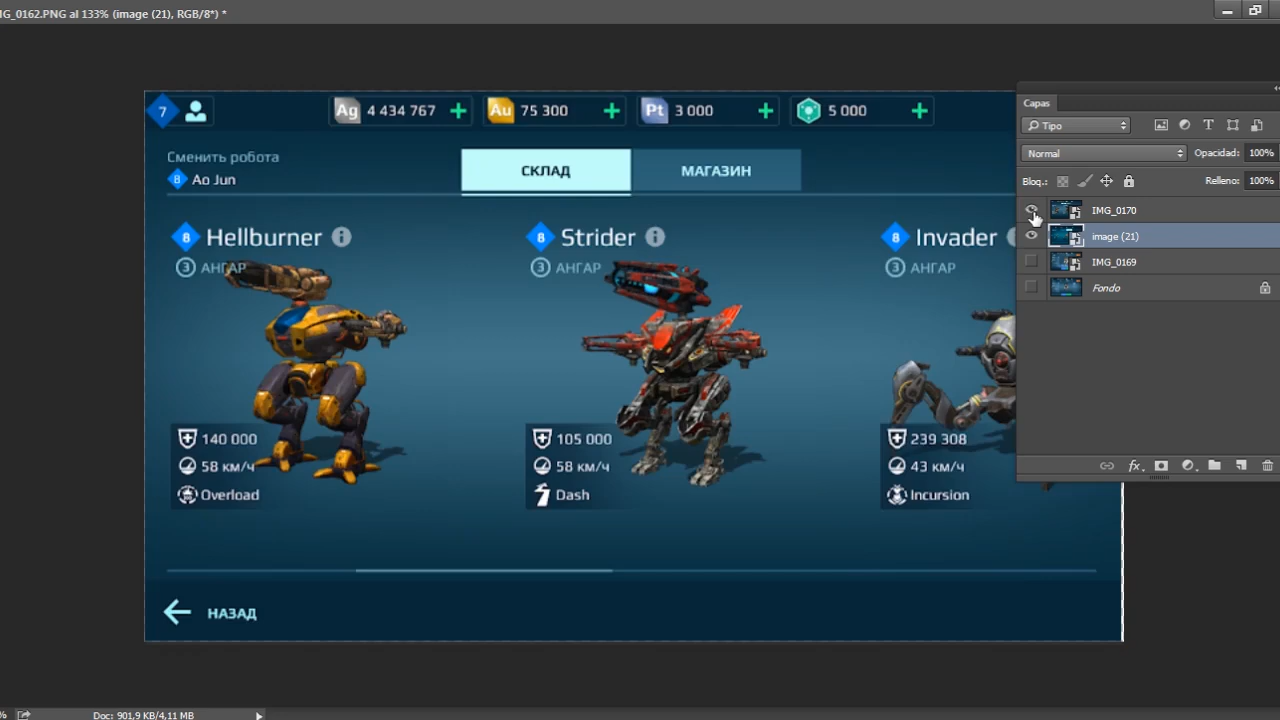 MG_0162.PNG al 133% (image (21), RGB/8*) *
7
Ag 4 434 767
Au 75 300
Pt 3 000
5 000
Сменить робота
8 Ao Jun
СКЛАД
МАГАЗИН
8 Hellburner i
3 АНГАР
140 000
58 км/ч
Overload
8 Strider i
3 АНГАР
105 000
58 км/ч
Dash
8 Invader
3 АНГАР
239 308
43 км/ч
Incursion
НАЗАД
Capas
Tipo
Normal
Opacidad: 100%
Bloq.:
Relleno: 100%
IMG_0170
image (21)
IMG_0169
Fondo
fx
%
Doc: 901,9 KB/4,11 MB